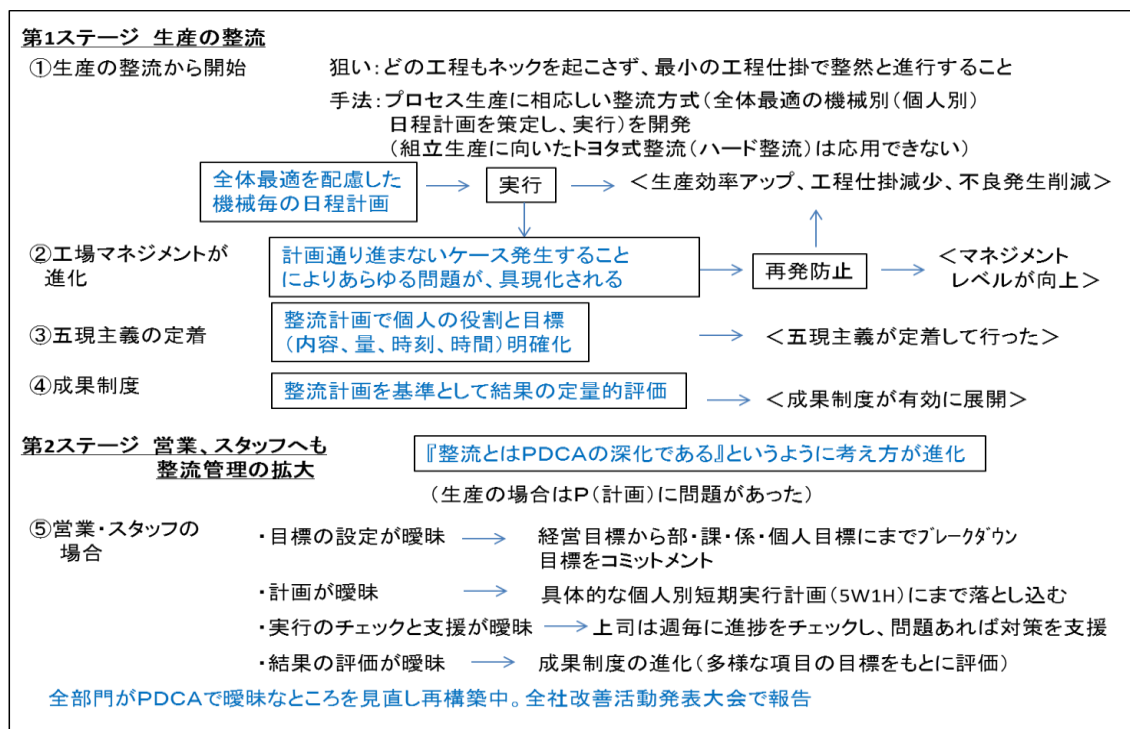 第1ステージ 生産の整流
①生産の整流から開始
狙い:どの工程もネックを起こさず、最小の工程仕掛で整然と進行すること
手法:プロセス生産に相応しい整流方式(全体最適の機械別(個人別)
日程計画を策定し、実行)を開発
(組立生産に向いたトヨタ式整流(ハード整流)は応用できない)
全体最適を配慮した
機械毎の日程計画
実行
<生産効率アップ、工程仕掛減少、不良発生削減>
②工場マネジメントが
進化
計画通り進まないケース発生すること
によりあらゆる問題が、具現化される
再発防止
<マネジメント
レベルが向上>
③五現主義の定着
整流計画で個人の役割と目標
(内容、量、時刻、時間)明確化
<五現主義が定着して行った>
④成果制度
整流計画を基準として結果の定量的評価
<成果制度が有効に展開>
第2ステージ 営業、スタッフへも
整流管理の拡大
『整流とはPDCAの深化である』というように考え方が進化
(生産の場合はP(計画)に問題があった)
⑤営業・スタッフの
場合
・目標の設定が曖昧
経営目標から部・課・係・個人目標にまでブレークダウン
目標をコミットメント
・計画が曖昧
具体的な個人別短期実行計画(5W1H)にまで落とし込む
・実行のチェックと支援が曖昧
上司は週毎に進捗をチェックし、問題あれば対策を支援
・結果の評価が曖昧
成果制度の進化(多様な項目の目標をもとに評価)
全部門がPDCAで曖昧なところを見直し再構築中。全社改善活動発表大会で報告